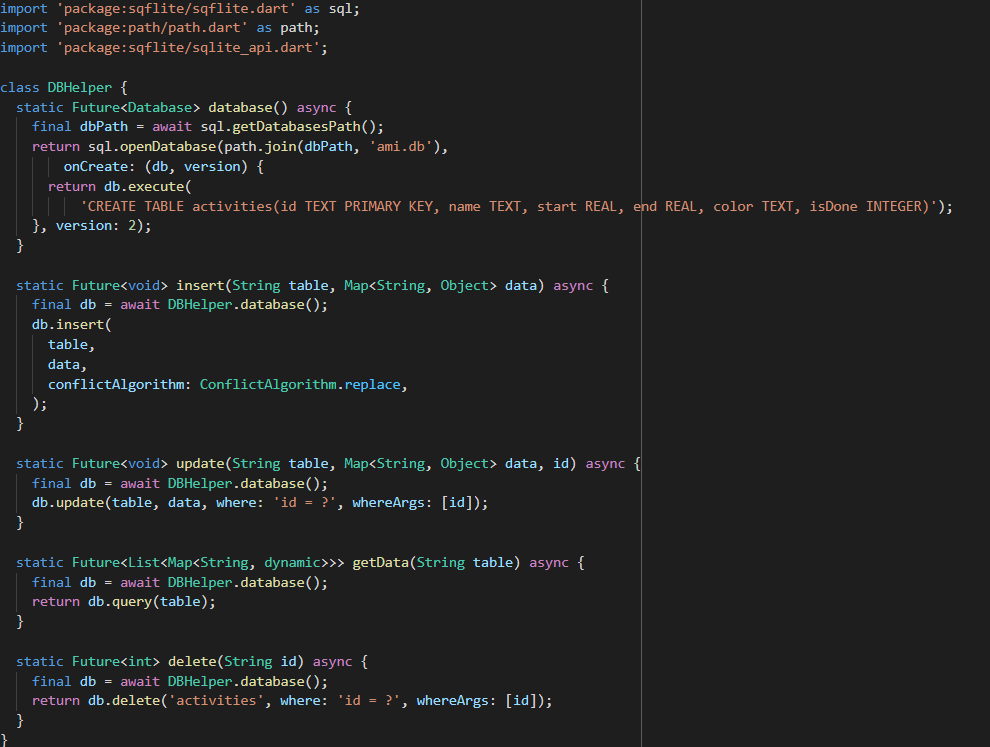 import 'package:sqflite/sqflite.dart' as sql;
import 'package:path/path.dart' as path;
import 'package:sqflite/sqlite_api.dart';

class DBHelper {
  static Future<Database> database() async {
    final dbPath = await sql.getDatabasesPath();
    return sql.openDatabase(path.join(dbPath, 'ami.db'),
        onCreate: (db, version) {
      return db.execute(
          'CREATE TABLE activities(id TEXT PRIMARY KEY, name TEXT, start REAL, end REAL, color TEXT, isDone INTEGER)');
    }, version: 2);
  }

  static Future<void> insert(String table, Map<String, Object> data) async {
    final db = await DBHelper.database();
    db.insert(
      table,
      data,
      conflictAlgorithm: ConflictAlgorithm.replace,
    );
  }

  static Future<void> update(String table, Map<String, Object> data, id) async {
    final db = await DBHelper.database();
    db.update(table, data, where: 'id = ?', whereArgs: [id]);
  }

  static Future<List<Map<String, dynamic>>> getData(String table) async {
    final db = await DBHelper.database();
    return db.query(table);
  }

  static Future<int> delete(String id) async {
    final db = await DBHelper.database();
    return db.delete('activities', where: 'id = ?', whereArgs: [id]);
  }
}